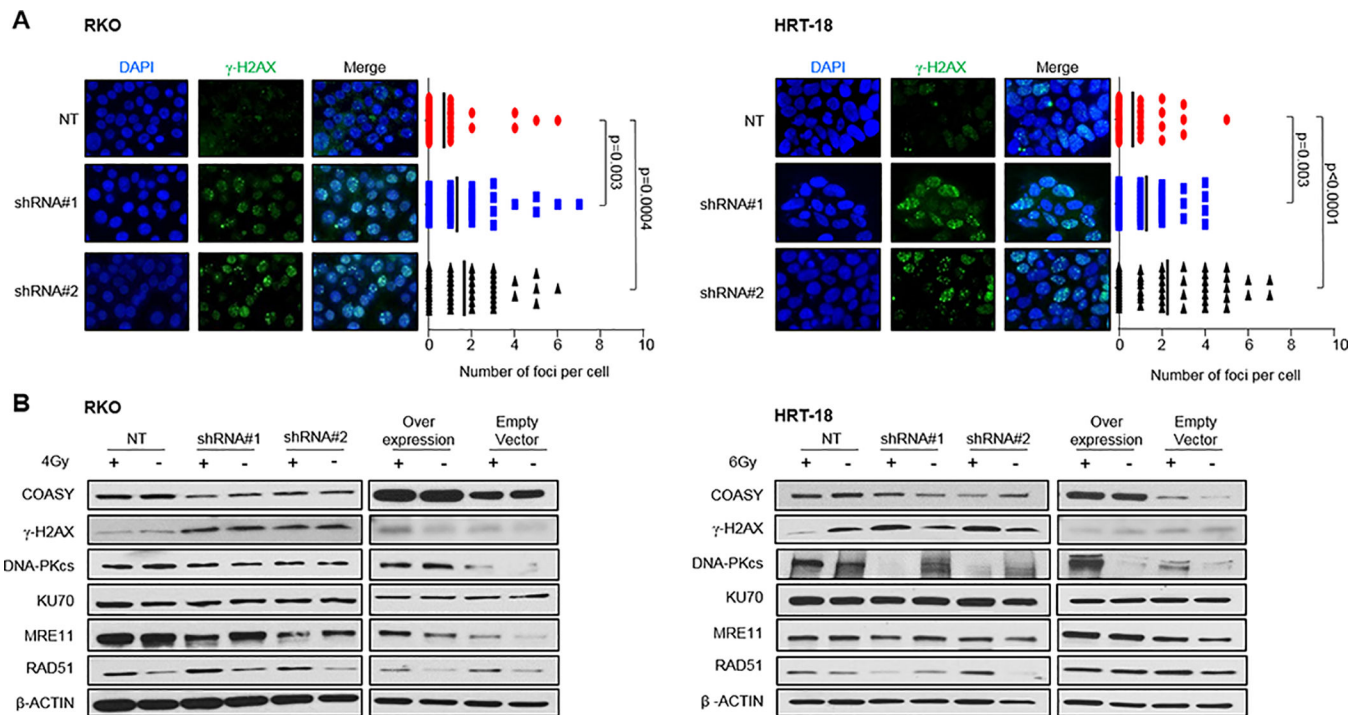 A
RKO
DAPI γ-H2AX Merge
NT
shRNA#1
shRNA#2
p=0.003
p=0.0004
0 2 4 6 8 10
Number of foci per cell
HRT-18
DAPI γ-H2AX Merge
NT
shRNA#1
shRNA#2
p=0.003
p<0.0001
0 2 4 6 8 10
Number of foci per cell
B
RKO
NT shRNA#1 shRNA#2 Over expression Empty Vector
4Gy + - + - + - + - + -
COASY
γ-H2AX
DNA-PKcs
KU70
MRE11
RAD51
β-ACTIN
HRT-18
NT shRNA#1 shRNA#2 Over expression Empty Vector
6Gy + - + - + - + - + -
COASY
γ-H2AX
DNA-PKcs
KU70
MRE11
RAD51
β -ACTIN